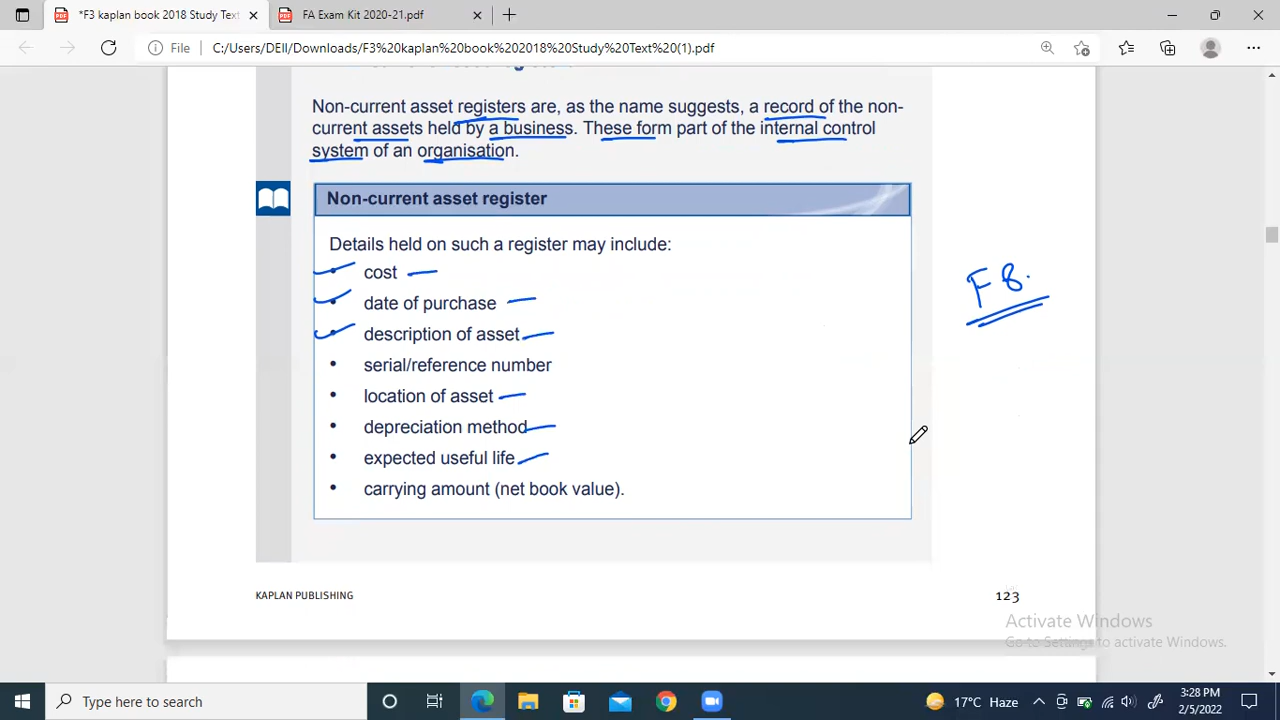 *F3 kaplan book 2018 Study Text
FA Exam Kit 2020-21.pdf
File
C:/Users/DEll/Downloads/F3%20kaplan%20book%202018%20Study%20Text%20(1).pdf
Non-current asset registers are, as the name suggests, a record of the non-
current assets held by a business. These form part of the internal control
system of an organisation.
Non-current asset register
Details held on such a register may include:
• cost
• date of purchase
• description of asset
• serial/reference number
• location of asset
• depreciation method
• expected useful life
• carrying amount (net book value).
F8.
KAPLAN PUBLISHING
123
Activate Windows
Go to Settings to activate Windows.
Type here to search
17°C Haze
3:28 PM
2/5/2022